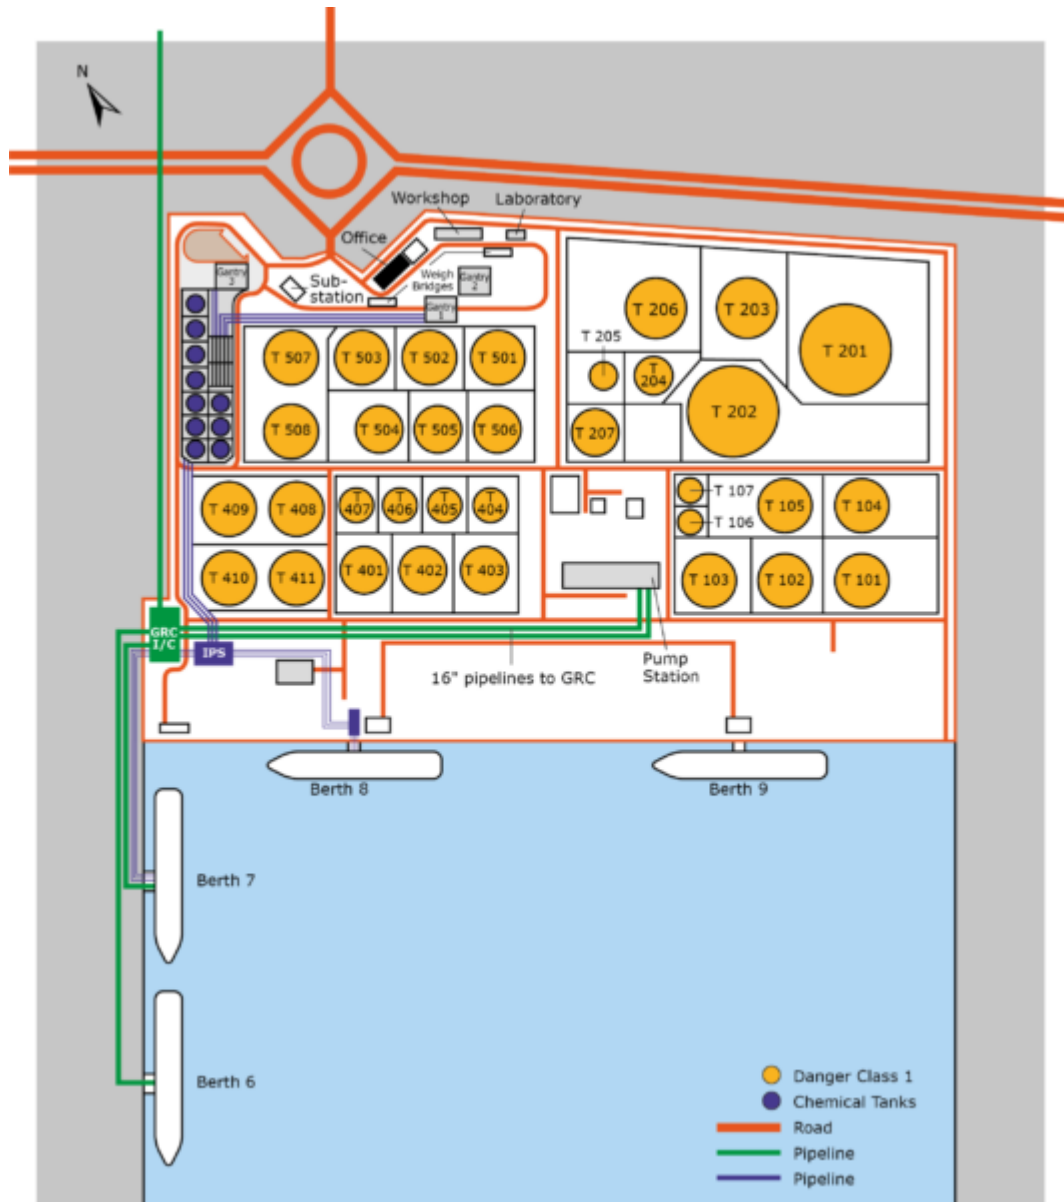 N
Workshop
Laboratory
Office
Gantry
3
Sub-
station
Weigh
Bridges
Gantry
2
Gantry
1
T 206
T 203
T 205
T
204
T 201
T 202
T 207
T 507
T 503
T 502
T 501
T 508
T 504
T 505
T 506
T 409
T 408
T
407
T
406
T
405
T
404
T 107
T 106
T 105
T 104
T 410
T 411
T 401
T 402
T 403
T 103
T 102
T 101
GRC
I/C
IPS
16" pipelines to GRC
Pump
Station
Berth 8
Berth 9
Berth 7
Berth 6
Danger Class 1
Chemical Tanks
Road
Pipeline
Pipeline